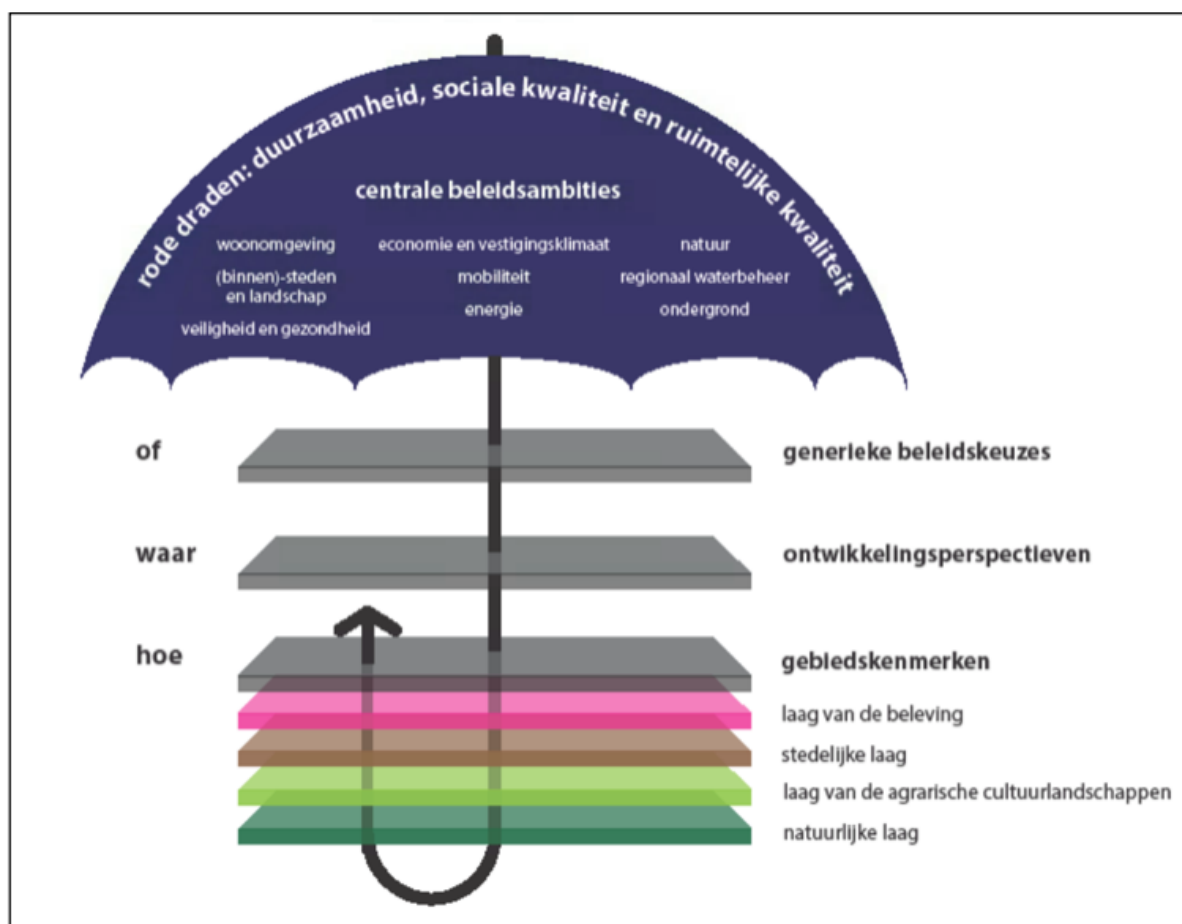 rode draden: duurzaamheid, sociale kwaliteit en ruimtelijke kwaliteit
centrale beleidsambities
woonomgeving
(binnen)-steden
en landschap
veiligheid en gezondheid
economie en vestigingsklimaat
mobiliteit
energie
natuur
regionaal waterbeheer
ondergrond
of
generieke beleidskeuzes
waar
ontwikkelingsperspectieven
hoe
gebiedskenmerken
laag van de beleving
stedelijke laag
laag van de agrarische cultuurlandschappen
natuurlijke laag